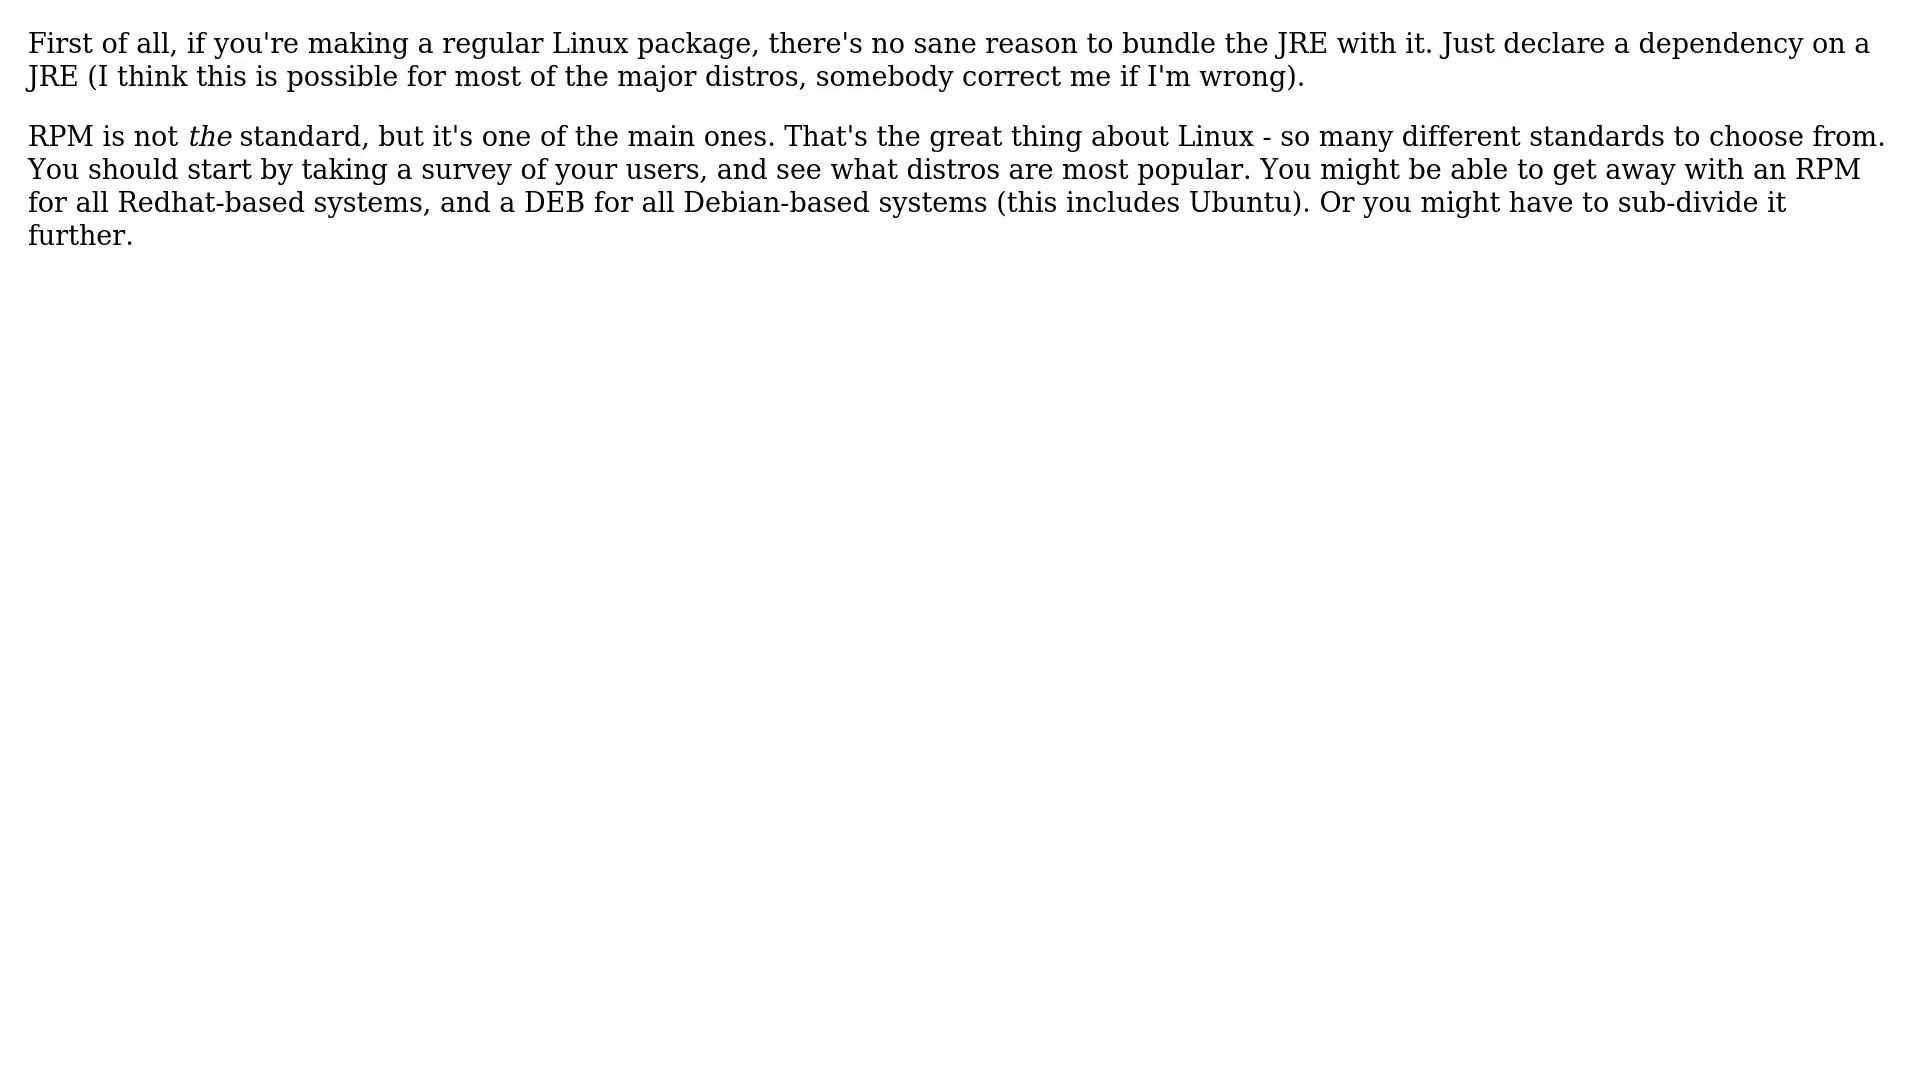 First of all, if you're making a regular Linux package, there's no sane reason to bundle the JRE with it. Just declare a dependency on a
JRE (I think this is possible for most of the major distros, somebody correct me if I'm wrong).
RPM is not the standard, but it's one of the main ones. That's the great thing about Linux - so many different standards to choose from.
You should start by taking a survey of your users, and see what distros are most popular. You might be able to get away with an RPM
for all Redhat-based systems, and a DEB for all Debian-based systems (this includes Ubuntu). Or you might have to sub-divide it
further.